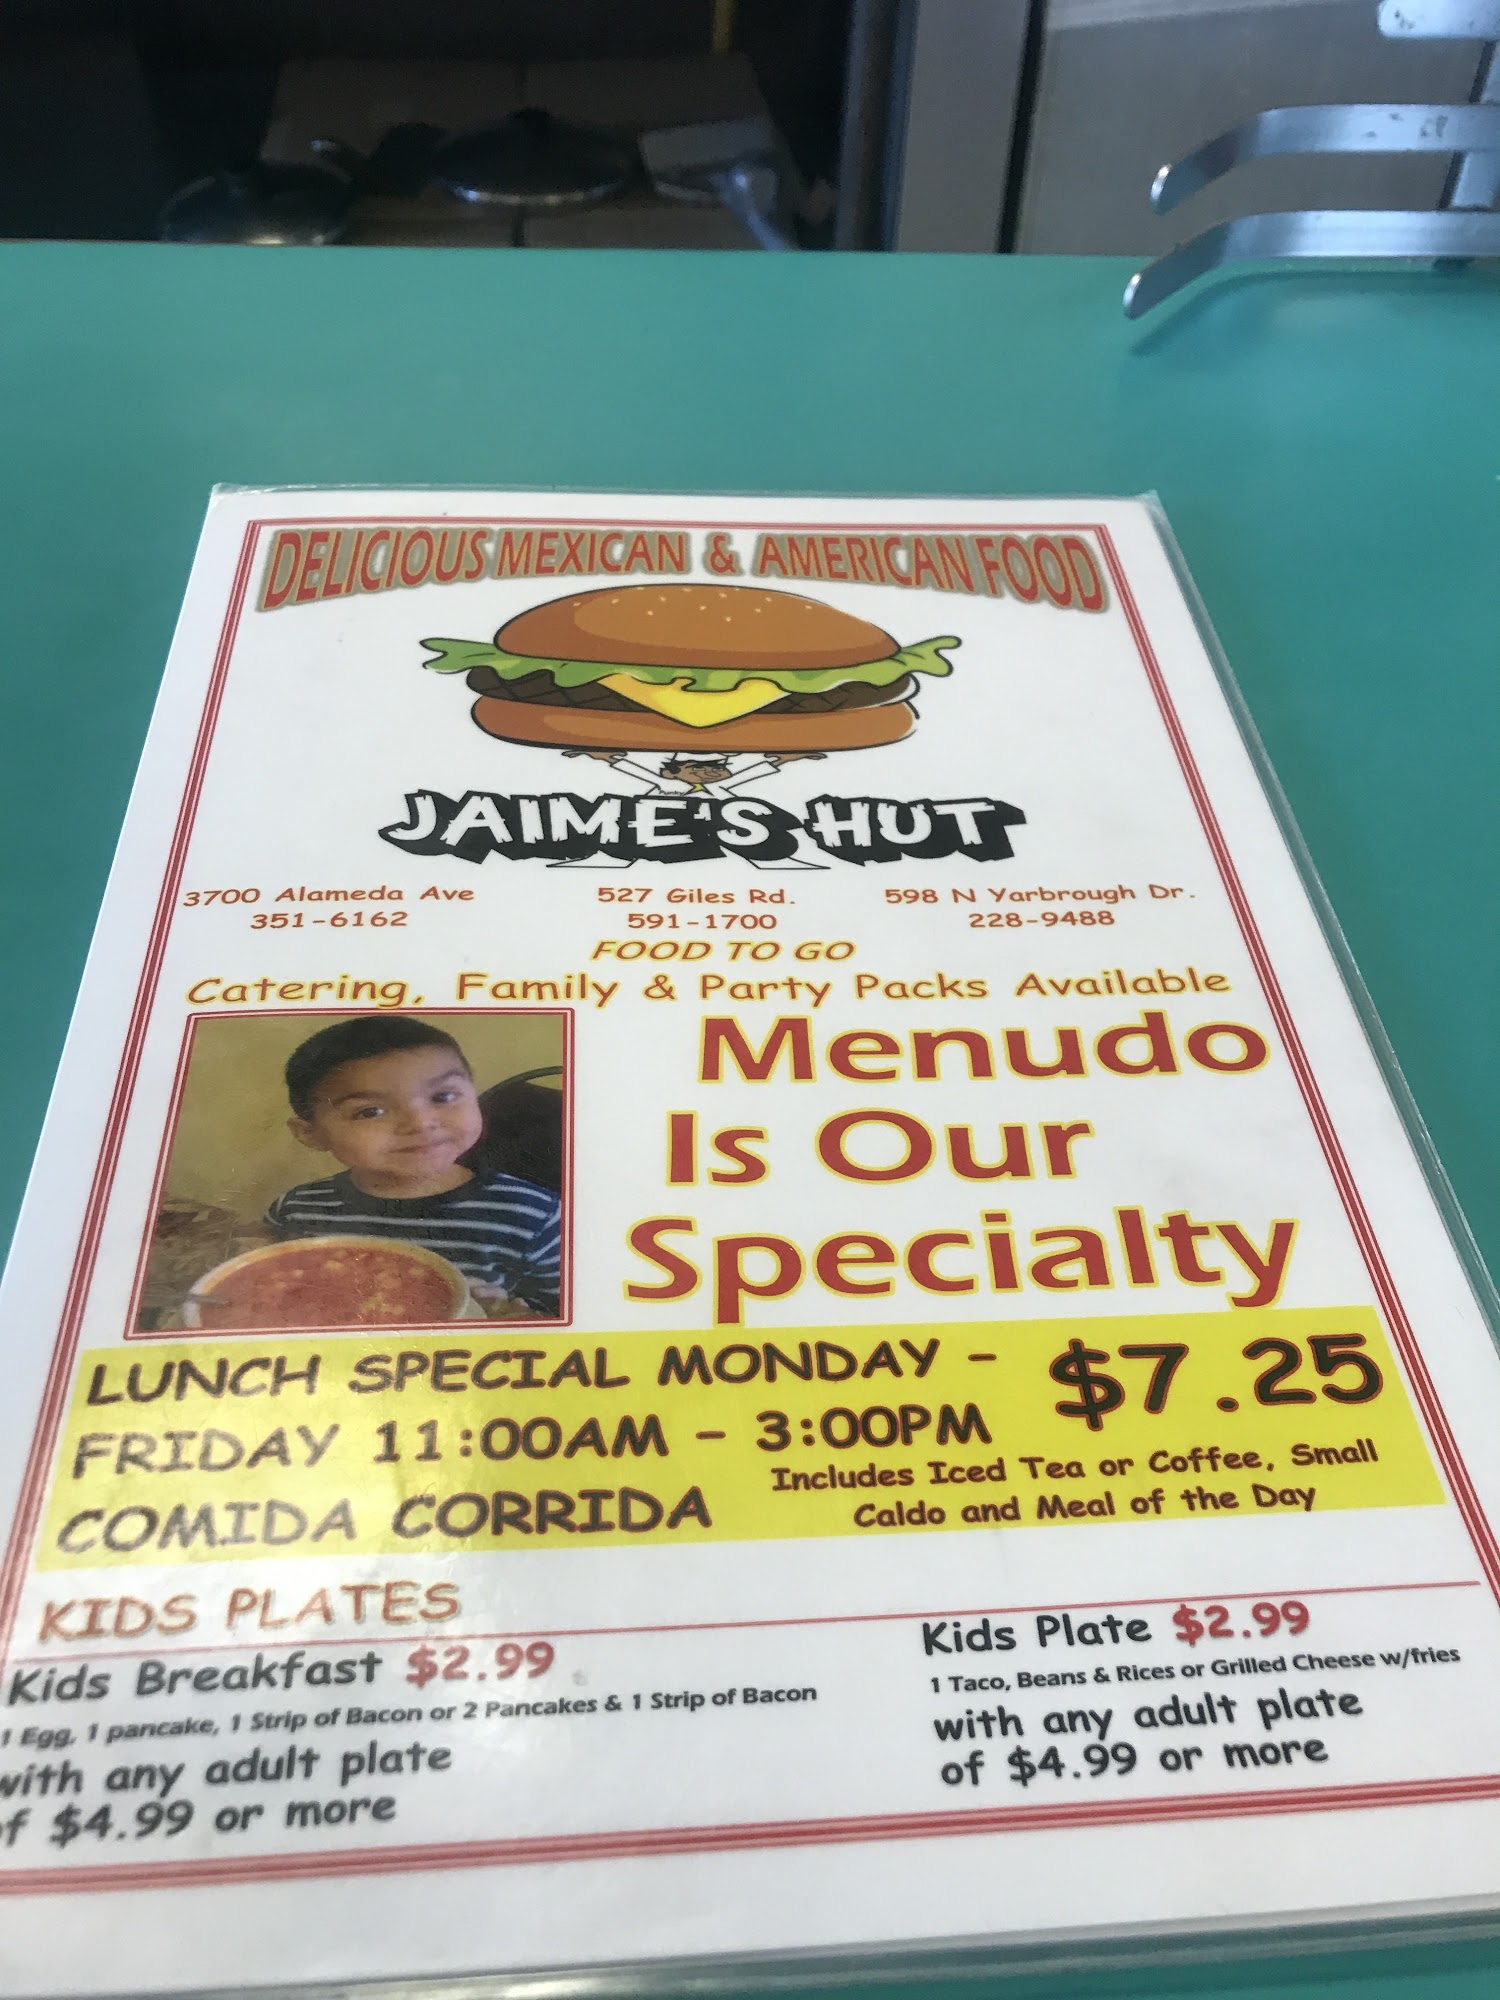 DELICIOUS MEXICAN & AMERICAN FOOD
JAIME'S HUT
3700 Alameda Ave 527 Giles Rd. 598 N Yarbrough Dr.
351-6162 591-1700 228-9488
FOOD TO GO
Catering, Family & Party Packs Available
Menudo
Is Our
Specialty
LUNCH SPECIAL MONDAY - $7.25
FRIDAY 11:00AM - 3:00PM
Includes Iced Tea or Coffee, Small
COMIDA CORRIDA Caldo and Meal of the Day
KIDS PLATES
Kids Breakfast $2.99
1 Egg, 1 pancake, 1 Strip of Bacon or 2 Pancakes & 1 Strip of Bacon
with any adult plate
of $4.99 or more
Kids Plate $2.99
1 Taco, Beans & Rices or Grilled Cheese w/fries
with any adult plate
of $4.99 or more